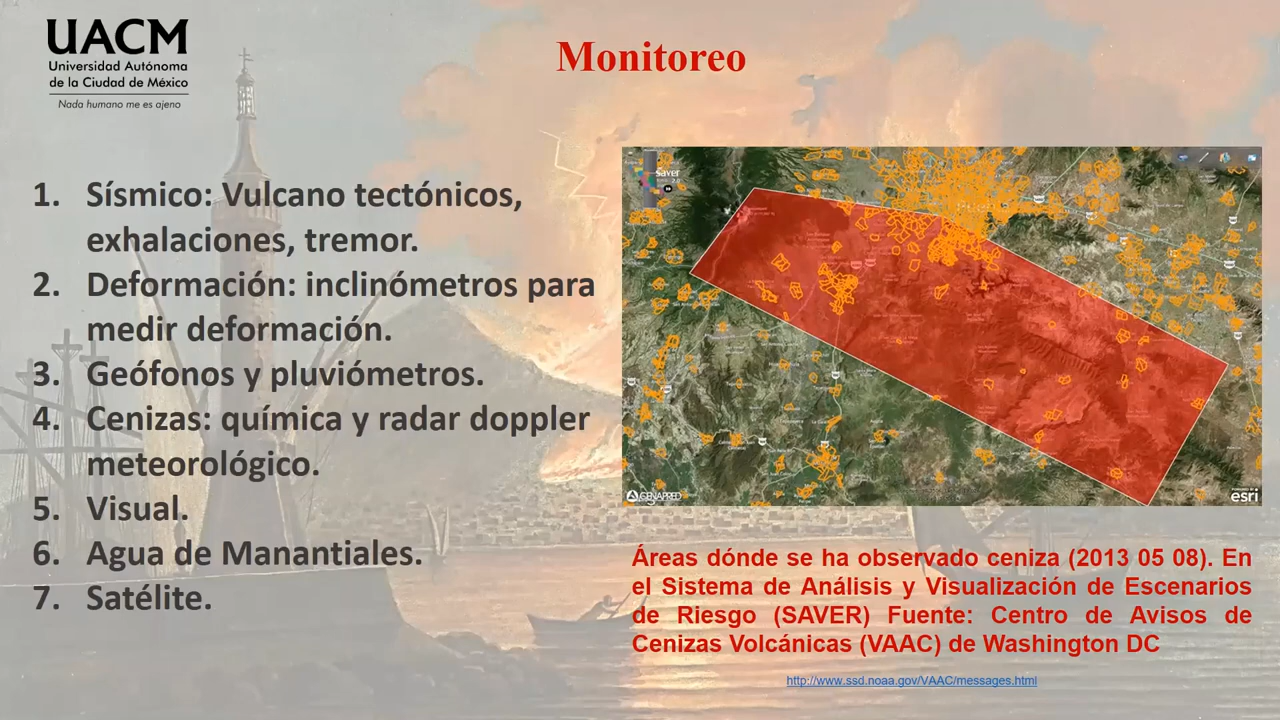 UACM
Universidad Autónoma
de la Ciudad de México
Nada humano me es ajeno
Monitoreo
1. Sísmico: Vulcano tectónicos,
exhalaciones, tremor.
2. Deformación: inclinómetros para
medir deformación.
3. Geófonos y pluviómetros.
4. Cenizas: química y radar doppler
meteorológico.
5. Visual.
6. Agua de Manantiales.
7. Satélite.
Saver
CENAPRED
esri
Áreas dónde se ha observado ceniza (2013 05 08). En
el Sistema de Análisis y Visualización de Escenarios
de Riesgo (SAVER) Fuente: Centro de Avisos de
Cenizas Volcánicas (VAAC) de Washington DC
http://www.ssd.noaa.gov/VAAC/messages.html